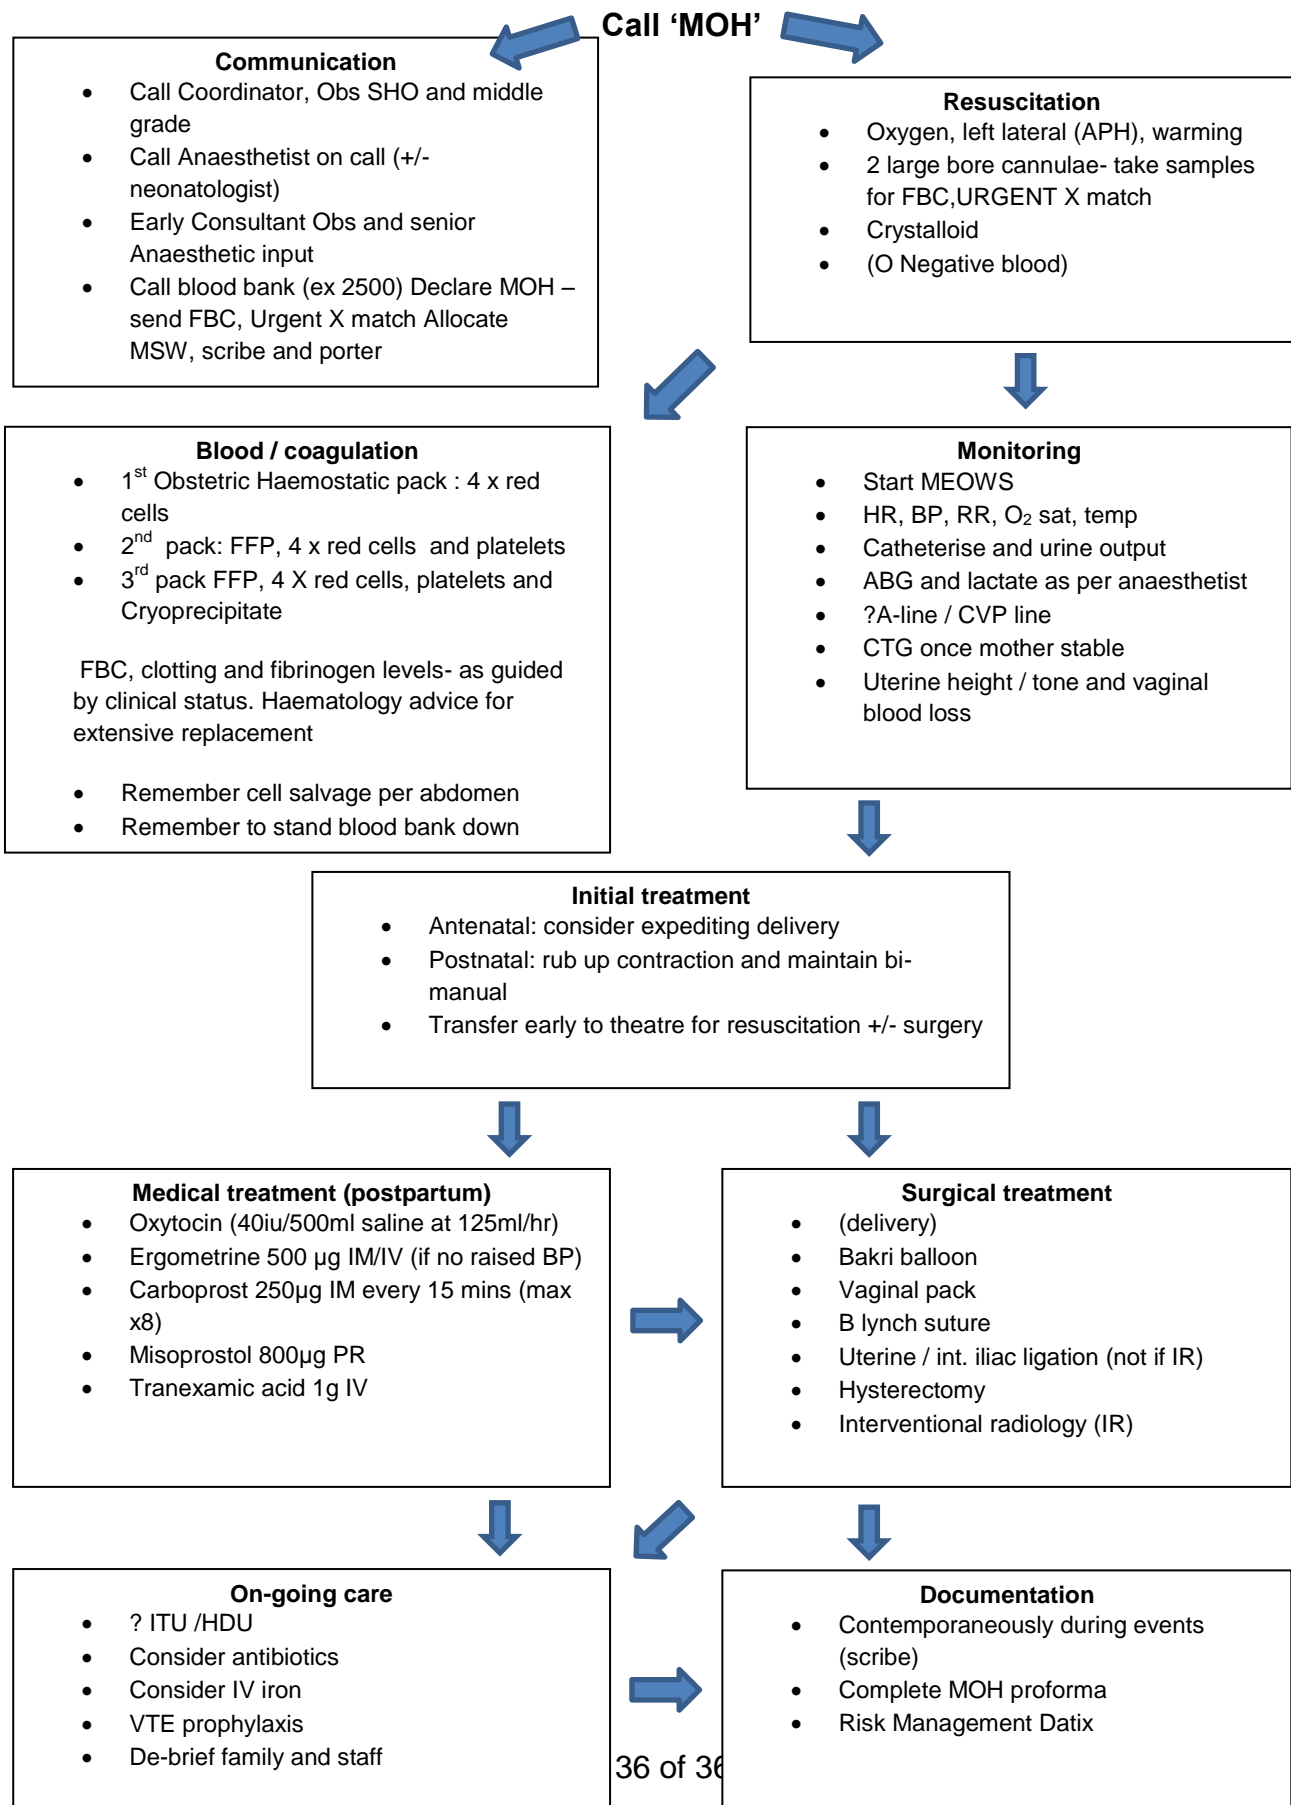 Call ‘MOH’
Communication
• Call Coordinator, Obs SHO and middle
grade
• Call Anaesthetist on call (+/-
neonatologist)
• Early Consultant Obs and senior
Anaesthetic input
• Call blood bank (ex 2500) Declare MOH –
send FBC, Urgent X match Allocate
MSW, scribe and porter
Resuscitation
• Oxygen, left lateral (APH), warming
• 2 large bore cannulae- take samples
for FBC,URGENT X match
• Crystalloid
• (O Negative blood)
Blood / coagulation
• 1st Obstetric Haemostatic pack : 4 x red
cells
• 2nd pack: FFP, 4 x red cells and platelets
• 3rd pack FFP, 4 X red cells, platelets and
Cryoprecipitate
FBC, clotting and fibrinogen levels- as guided
by clinical status. Haematology advice for
extensive replacement
• Remember cell salvage per abdomen
• Remember to stand blood bank down
Monitoring
• Start MEOWS
• HR, BP, RR, O2 sat, temp
• Catheterise and urine output
• ABG and lactate as per anaesthetist
• ?A-line / CVP line
• CTG once mother stable
• Uterine height / tone and vaginal
blood loss
Initial treatment
• Antenatal: consider expediting delivery
• Postnatal: rub up contraction and maintain bi-
manual
• Transfer early to theatre for resuscitation +/- surgery
Medical treatment (postpartum)
• Oxytocin (40iu/500ml saline at 125ml/hr)
• Ergometrine 500 µg IM/IV (if no raised BP)
• Carboprost 250µg IM every 15 mins (max
x8)
• Misoprostol 800µg PR
• Tranexamic acid 1g IV
Surgical treatment
• (delivery)
• Bakri balloon
• Vaginal pack
• B lynch suture
• Uterine / int. iliac ligation (not if IR)
• Hysterectomy
• Interventional radiology (IR)
On-going care
• ? ITU /HDU
• Consider antibiotics
• Consider IV iron
• VTE prophylaxis
• De-brief family and staff
Documentation
• Contemporaneously during events
(scribe)
• Complete MOH proforma
• Risk Management Datix
36 of 36